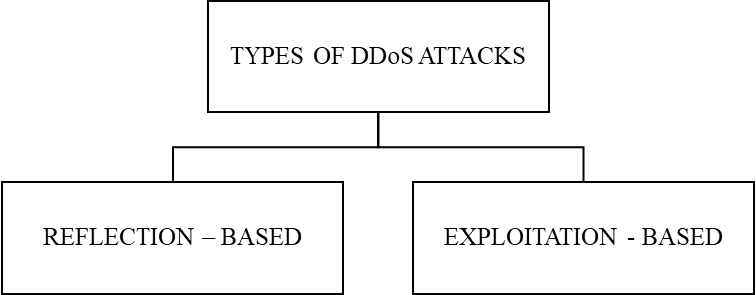 TYPES OF DDoS ATTACKS
REFLECTION – BASED
EXPLOITATION - BASED